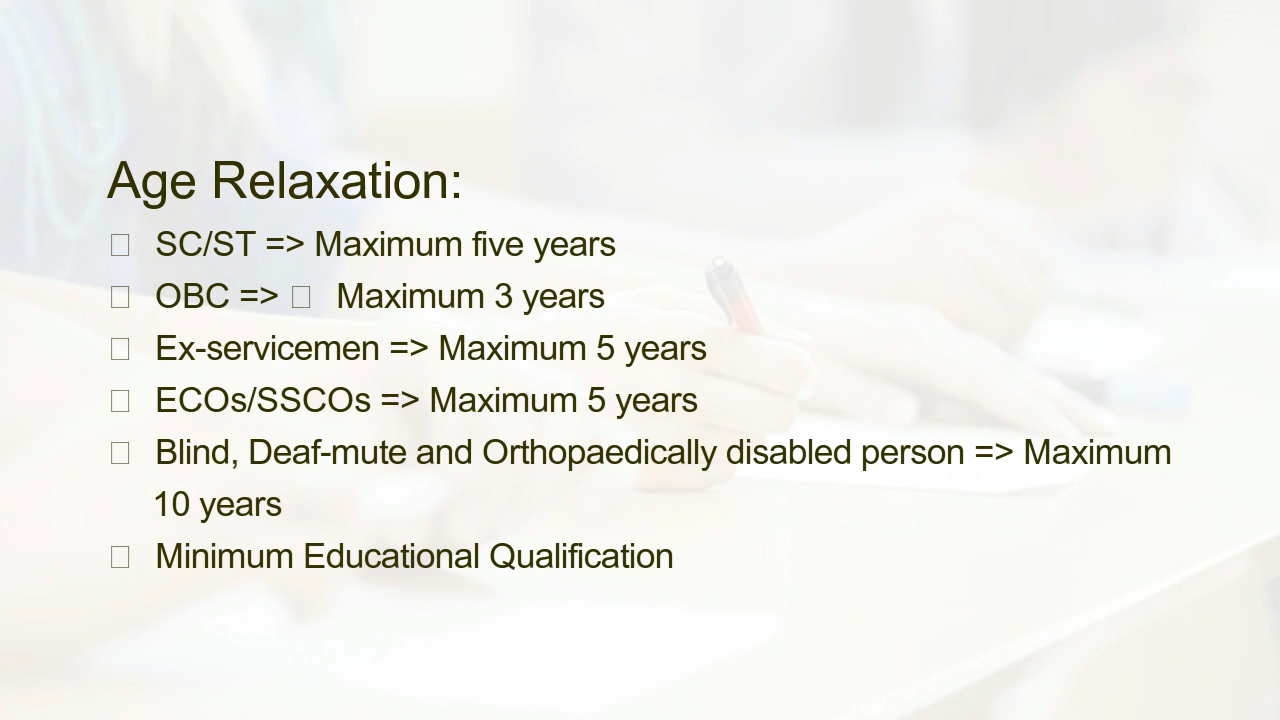 Age Relaxation:
□ SC/ST => Maximum five years
□ OBC => □ Maximum 3 years
□ Ex-servicemen => Maximum 5 years
□ ECOs/SSCOs => Maximum 5 years
□ Blind, Deaf-mute and Orthopaedically disabled person => Maximum
10 years
□ Minimum Educational Qualification